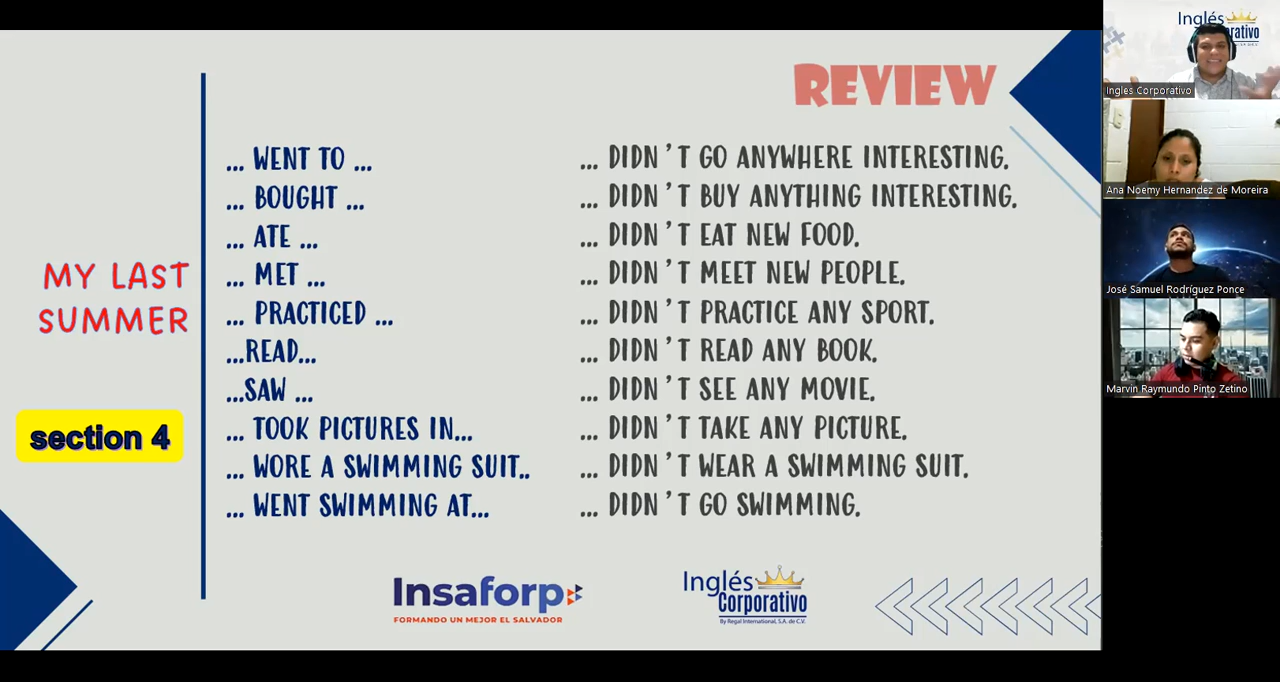 REVIEW
MY LAST
SUMMER
section 4
... WENT TO ...
... BOUGHT ...
... ATE ...
... MET ...
... PRACTICED ...
...READ...
...SAW ...
... TOOK PICTURES IN...
... WORE A SWIMMING SUIT..
... WENT SWIMMING AT...
... DIDN'T GO ANYWHERE INTERESTING.
... DIDN'T BUY ANYTHING INTERESTING.
... DIDN'T EAT NEW FOOD.
... DIDN'T MEET NEW PEOPLE.
... DIDN'T PRACTICE ANY SPORT.
... DIDN'T READ ANY BOOK.
... DIDN'T SEE ANY MOVIE.
... DIDN'T TAKE ANY PICTURE.
... DIDN'T WEAR A SWIMMING SUIT.
... DIDN'T GO SWIMMING.
Insaforp
FORMANDO UN MEJOR EL SALVADOR
Inglés
Corporativo
By Regal International, S.A. de C.V.
Inglés
rativo
Ingles Corporativo
Ana Noemy Hernandez de Moreira
José Samuel Rodríguez Ponce
Marvin Raymundo Pinto Zetino